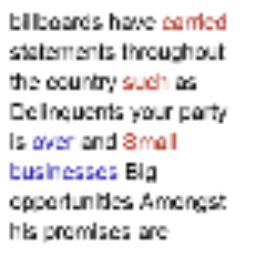 billboards have carried
statements throughout
the country such as
Delinquents your party
is over and Small
businesses Big
opportunities Amongst
his promises are